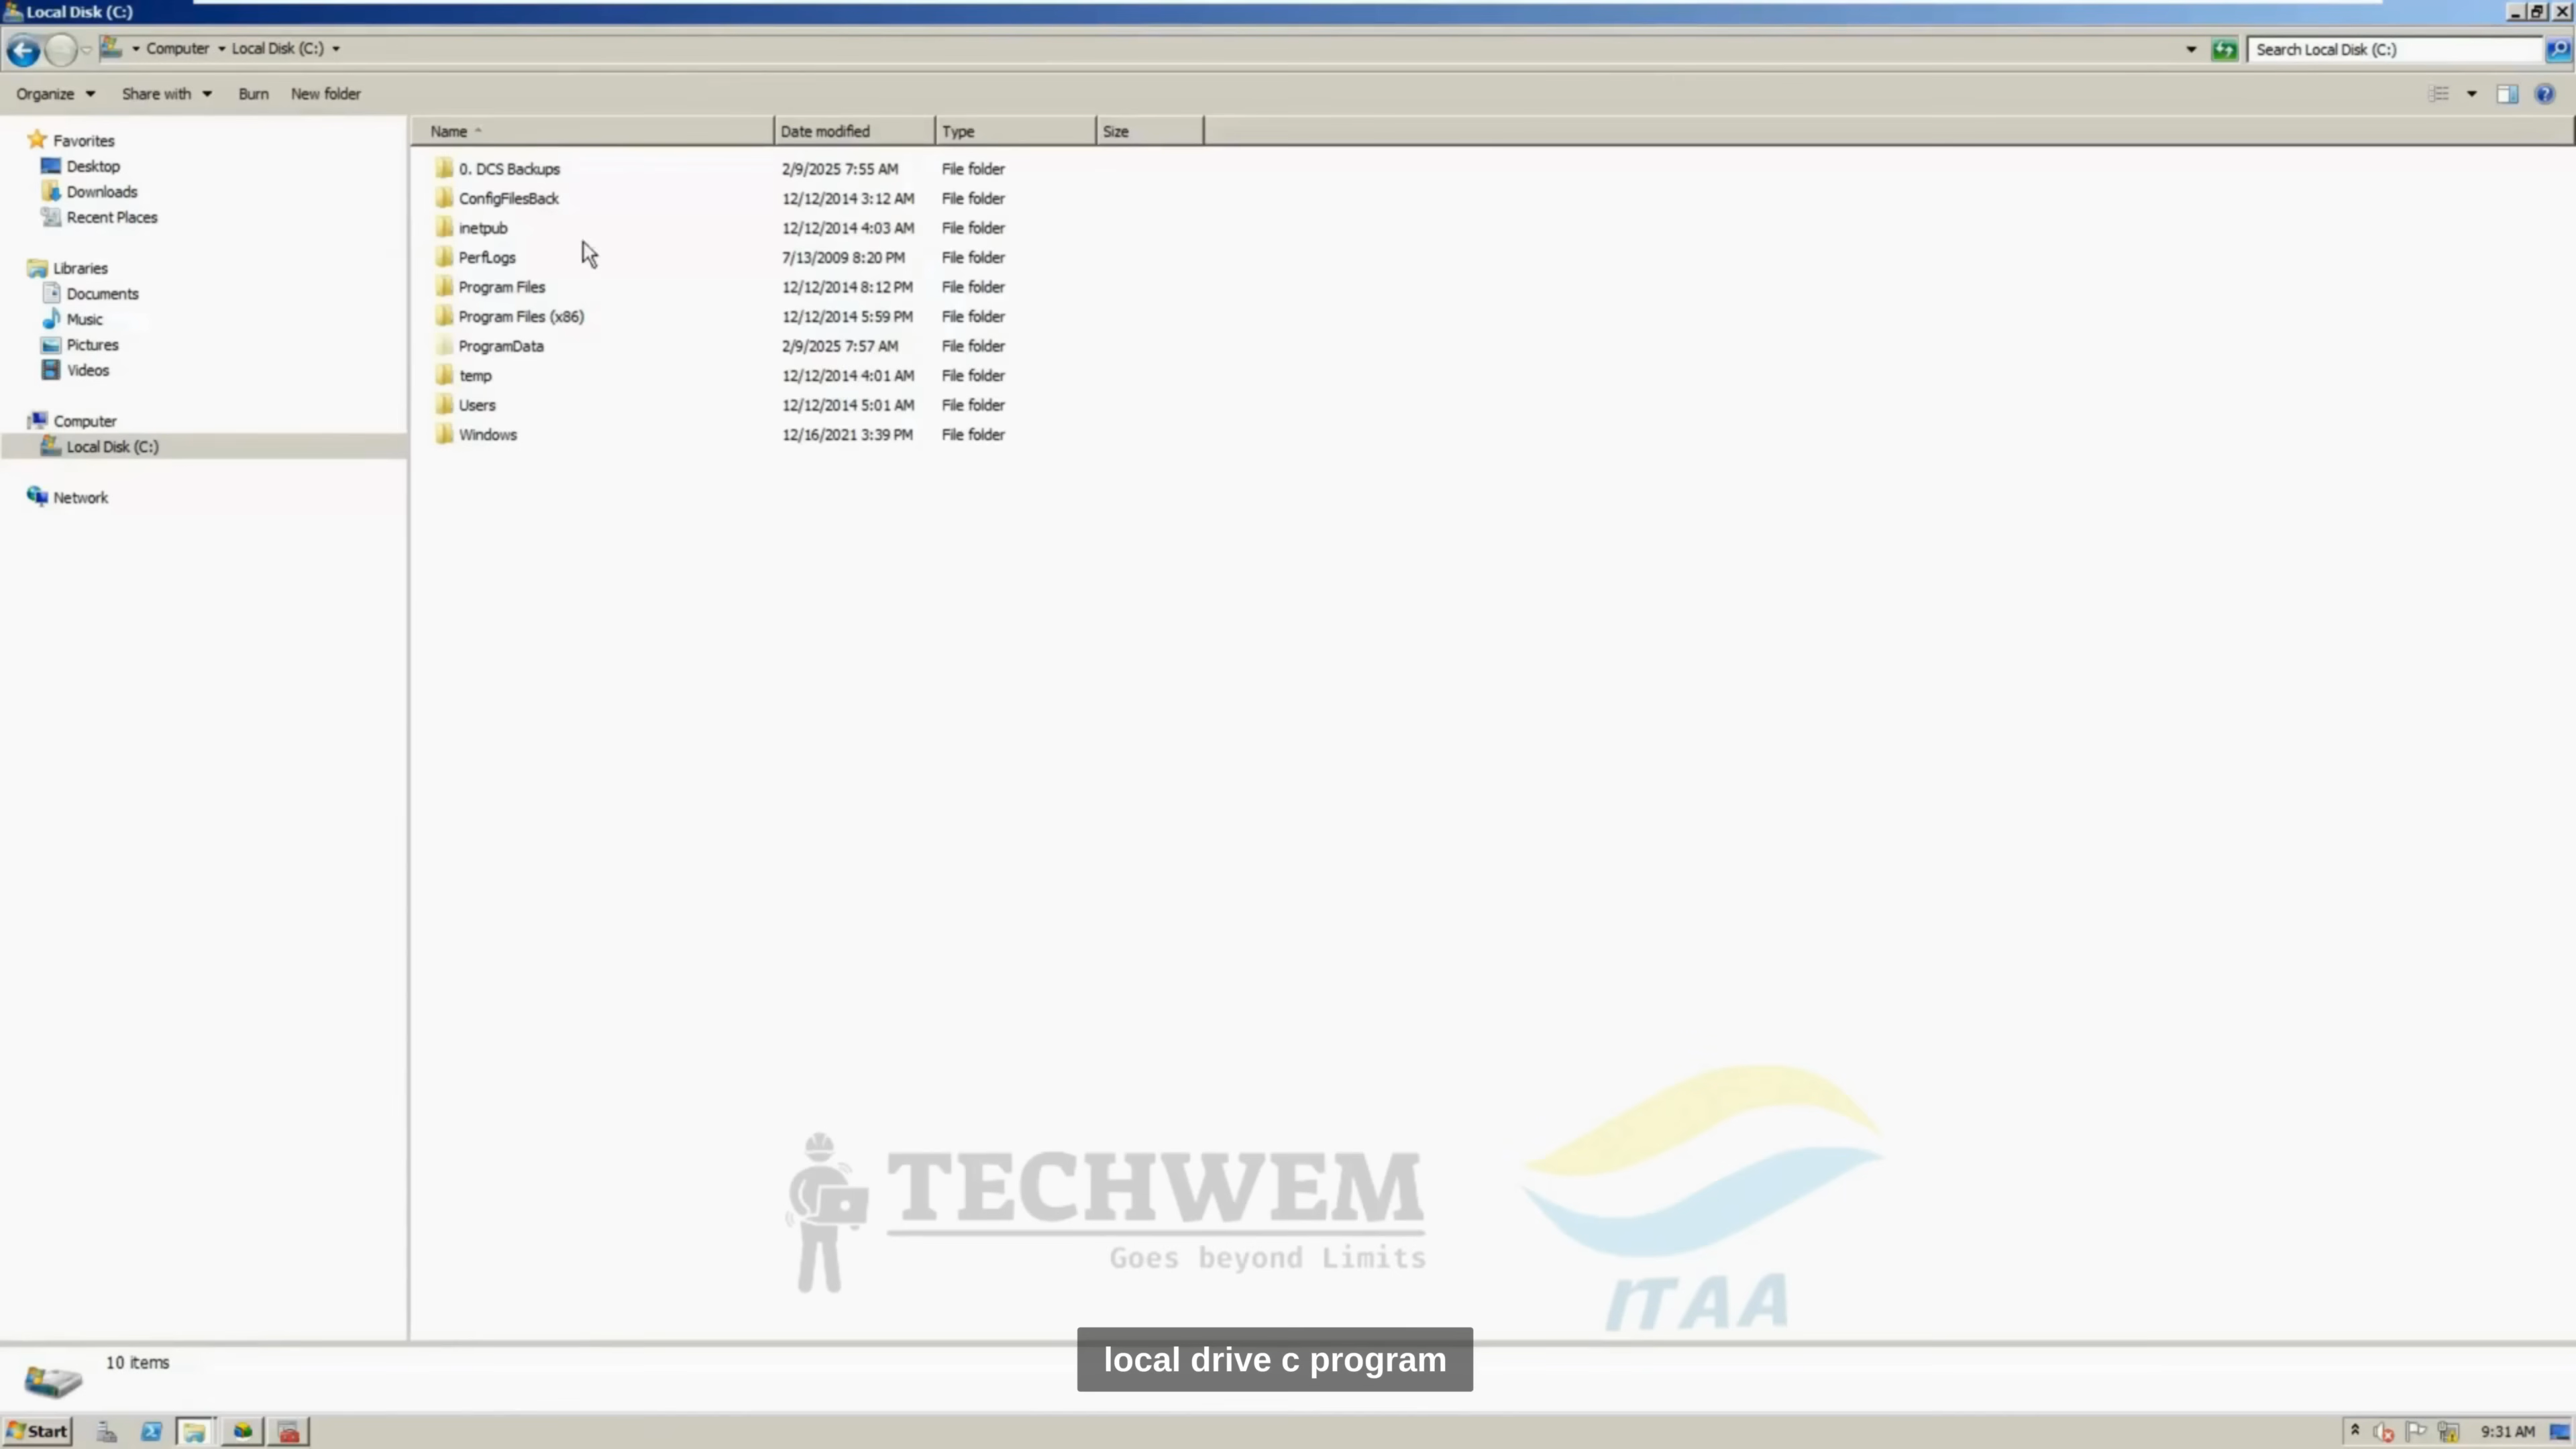 Local Disk (C:)
Computer Local Disk (C:)
Search Local Disk (C:)
Organize Share with Burn New folder
Favorites
Desktop
Downloads
Recent Places
Libraries
Documents
Music
Pictures
Videos
Computer
Local Disk (C:)
Network
Name Date modified Type Size
0. DCS Backups 2/9/2025 7:55 AM File folder
ConfigFilesBack 12/12/2014 3:12 AM File folder
inetpub 12/12/2014 4:03 AM File folder
PerfLogs 7/13/2009 8:20 PM File folder
Program Files 12/12/2014 8:12 PM File folder
Program Files (x86) 12/12/2014 5:59 PM File folder
ProgramData 2/9/2025 7:57 AM File folder
temp 12/12/2014 4:01 AM File folder
Users 12/12/2014 5:01 AM File folder
Windows 12/16/2021 3:39 PM File folder
TECHWEM
Goes beyond Limits
ITAA
10 items
local drive c program
Start
9:31 AM